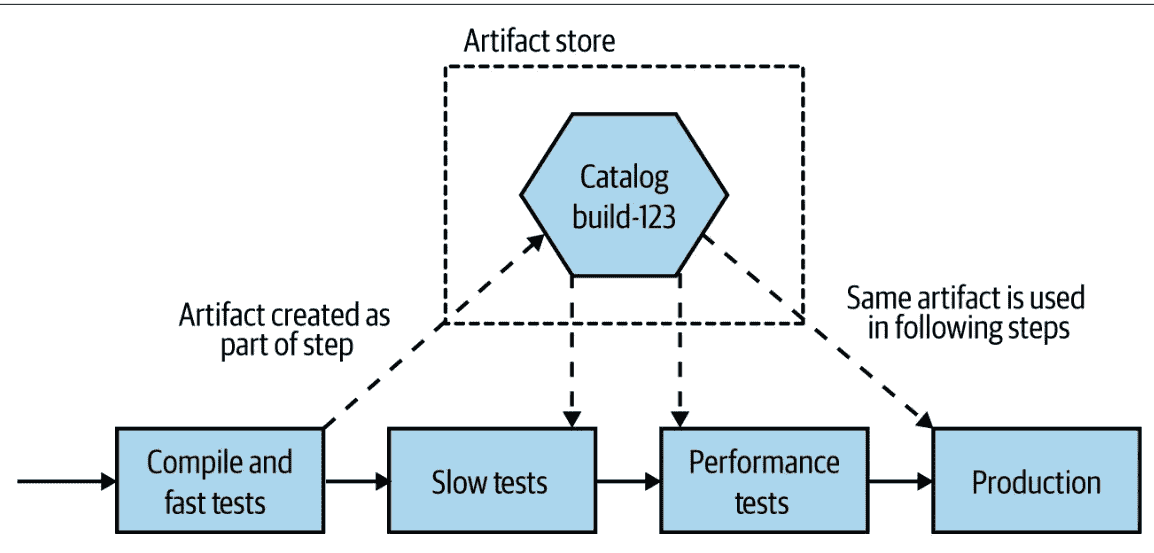 Artifact store
Catalog
build-123
Artifact created as
part of step
Same artifact is used
in following steps
Compile and
fast tests
Slow tests
Performance
tests
Production